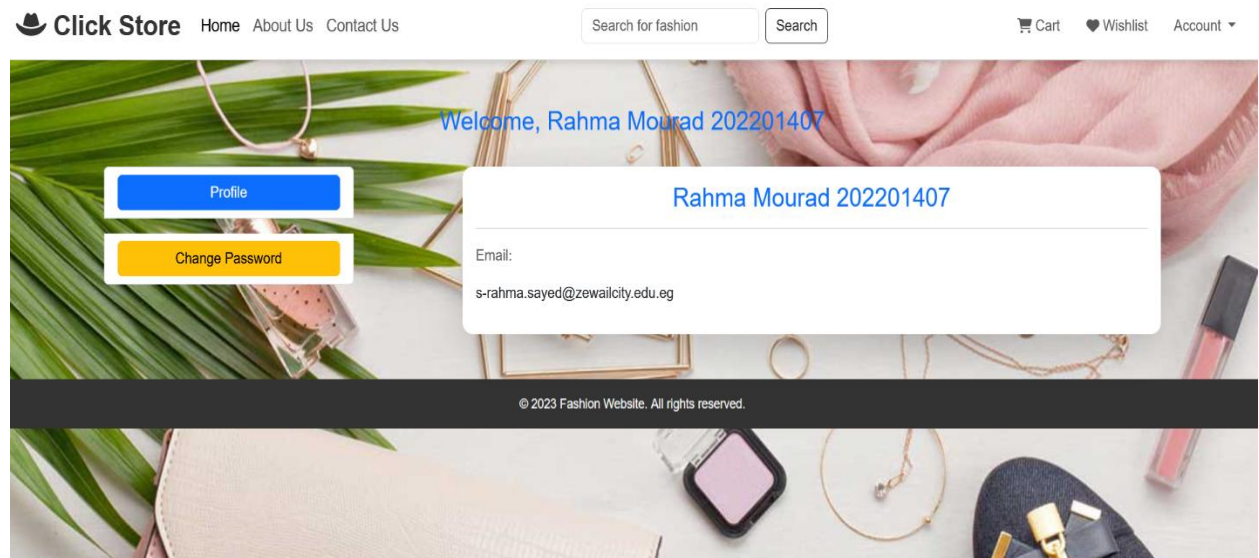 Click Store Home About Us Contact Us Search for fashion Search Cart Wishlist Account
Welcome, Rahma Mourad 202201407
Profile
Change Password
Rahma Mourad 202201407
Email:
s-rahma.sayed@zewailcity.edu.eg
© 2023 Fashion Website. All rights reserved.